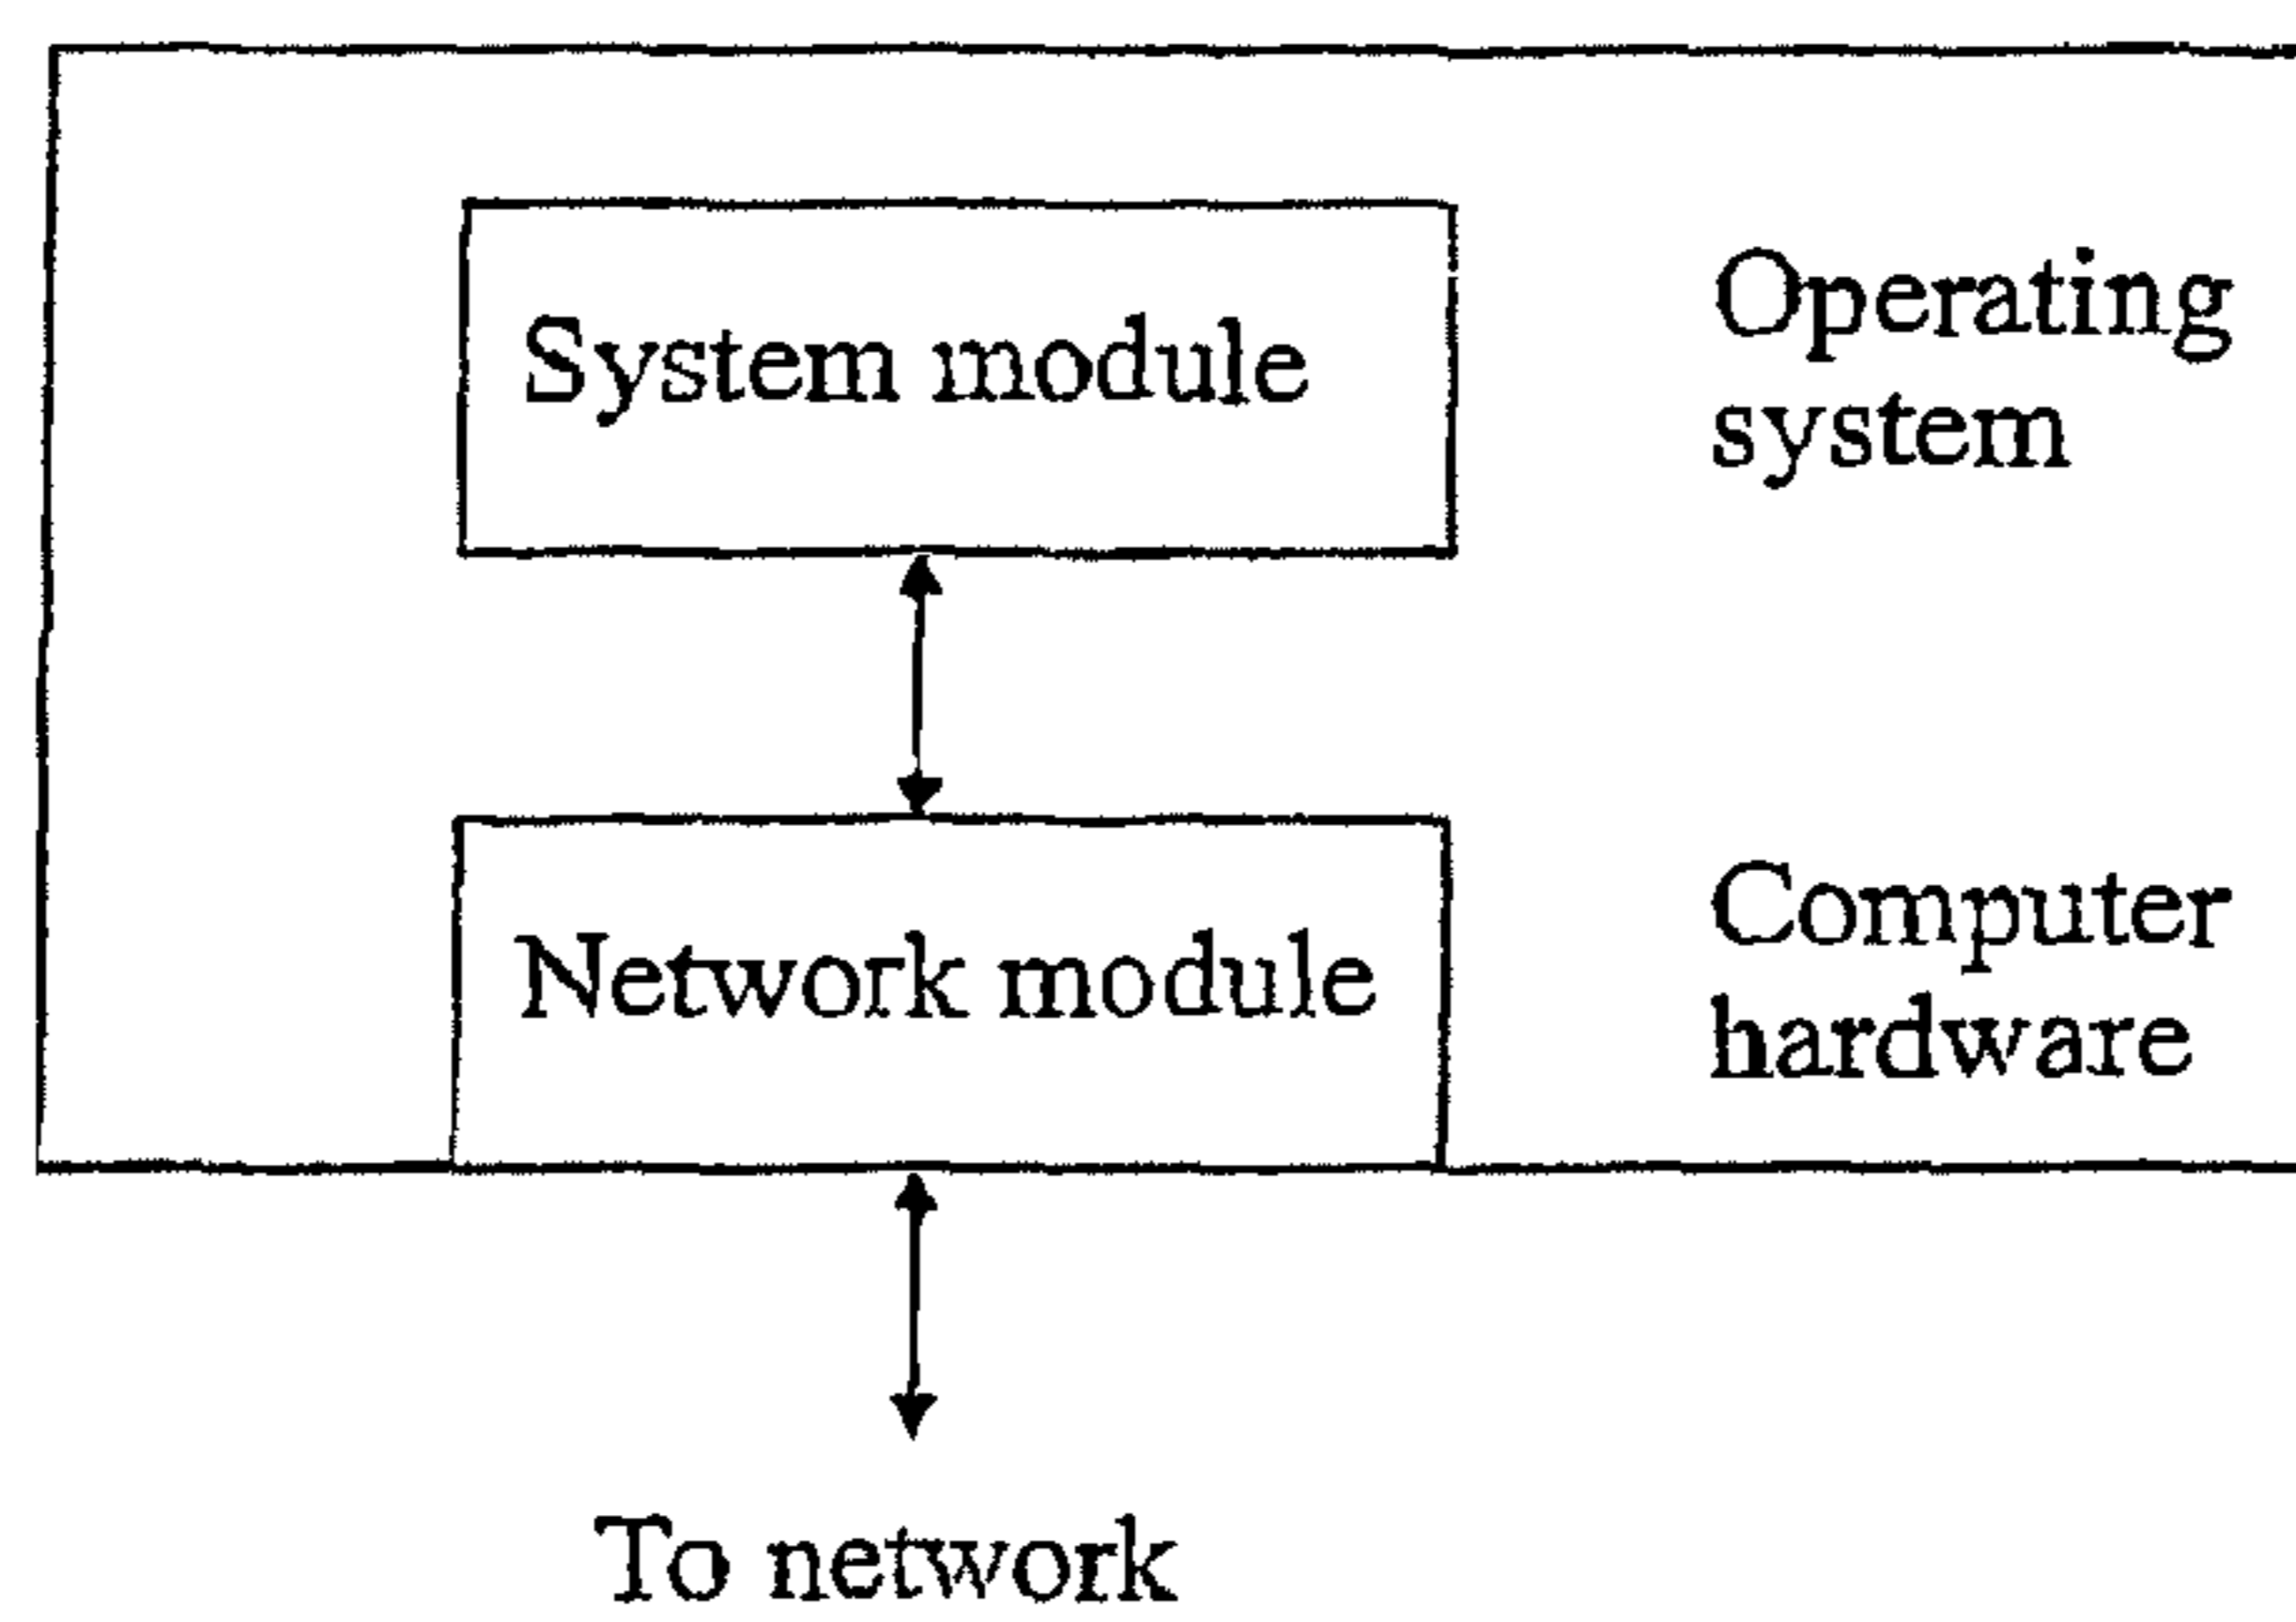 System module
Operating
system
Network module
Computer
hardware
To network